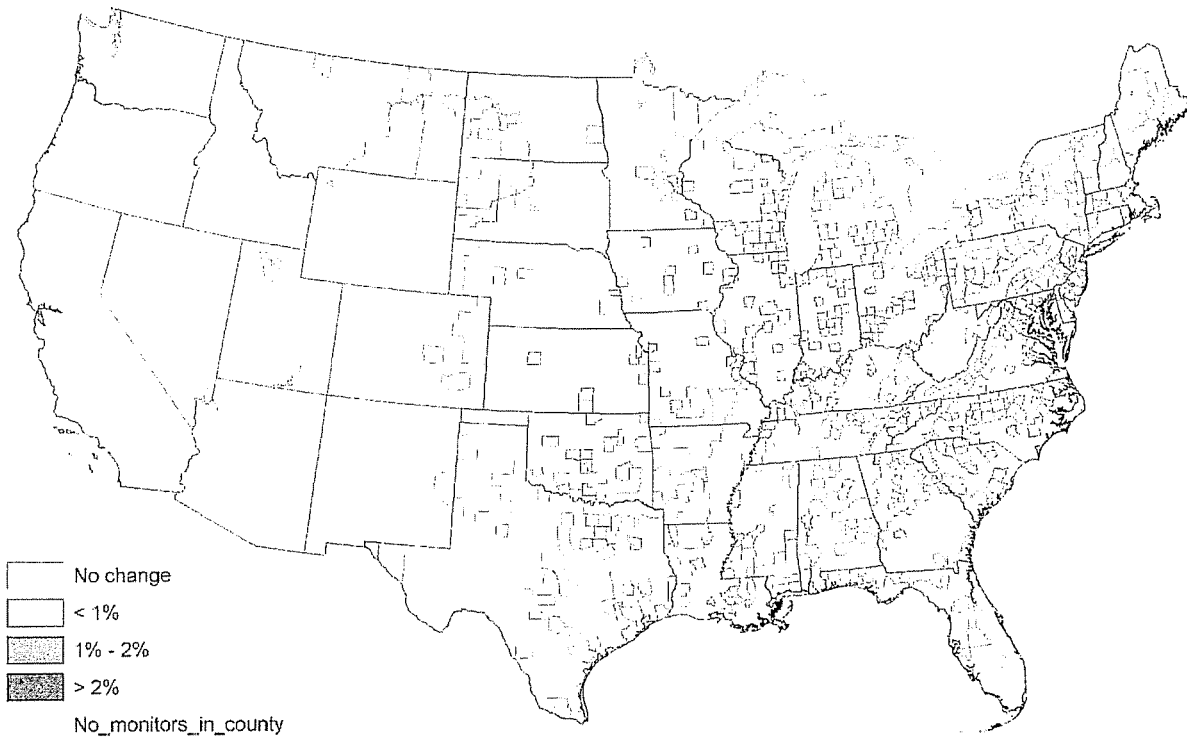 No change
< 1%
1% - 2%
> 2%
No_monitors_in_county